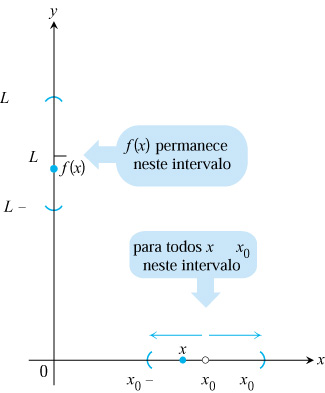 y
L
f(x) permanece
neste intervalo
L
f(x)
L –
para todos x x₀
neste intervalo
x
0
x
x₀ – x₀ x₀